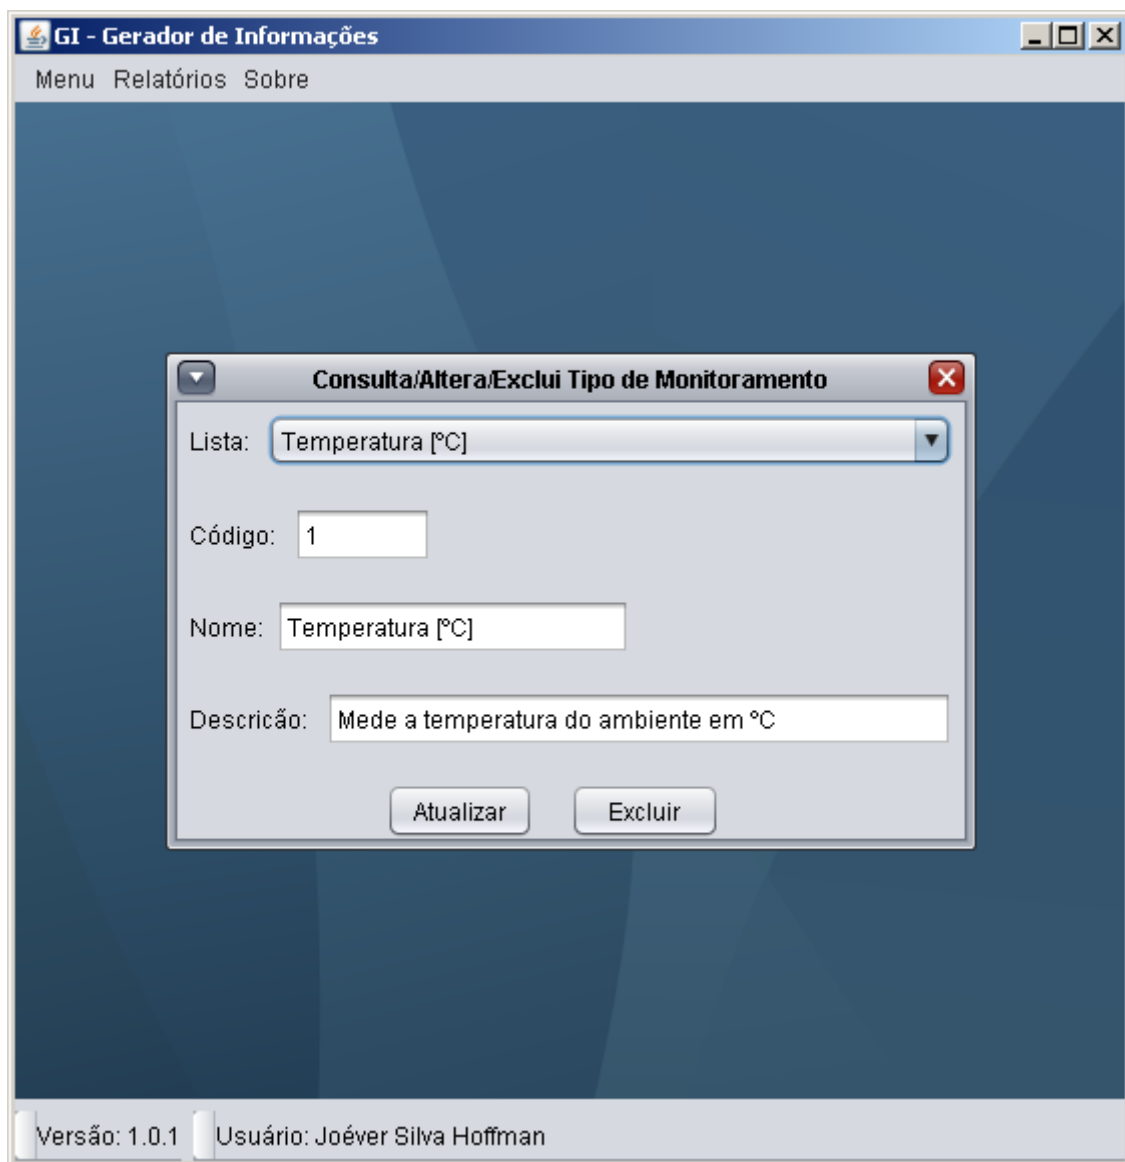 GI - Gerador de Informações
Menu Relatórios Sobre
Consulta/Altera/Exclui Tipo de Monitoramento
Lista: Temperatura [ºC]
Código: 1
Nome: Temperatura [ºC]
Descricão: Mede a temperatura do ambiente em ºC
Atualizar Excluir
Versão: 1.0.1 Usuário: Joéver Silva Hoffman